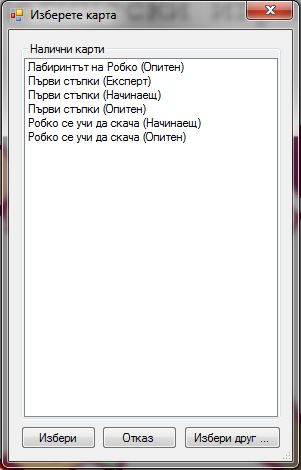 Изберете карта
Налични карти
Лабиринтът на Робко (Опитен)
Първи стъпки (Експерт)
Първи стъпки (Начинаещ)
Първи стъпки (Опитен)
Робко се учи да скача (Начинаещ)
Робко се учи да скача (Опитен)
Избери
Отказ
Избери друг ...